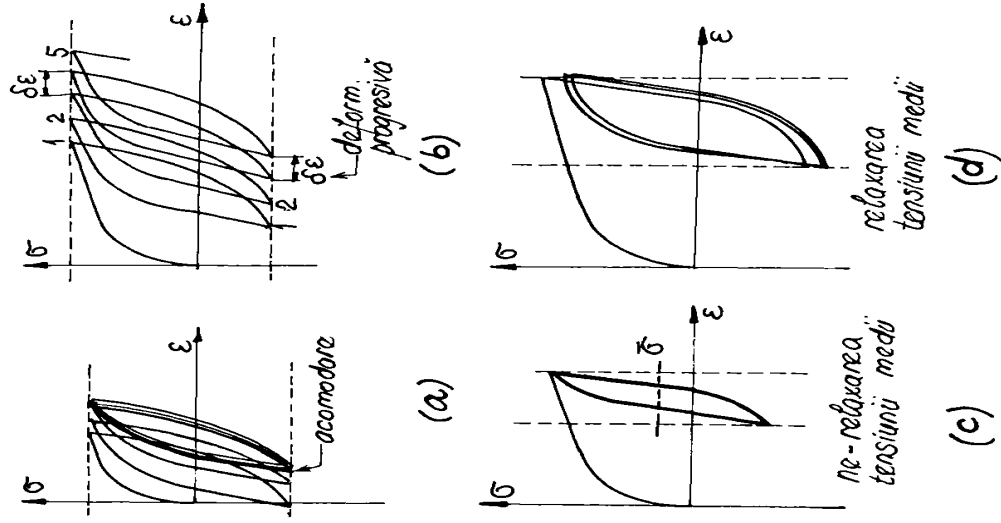 σ
ε
acomodare
(a)
σ
1
2
5
δε
ε
1
2
δε
deform.
progresivă
(b)
σ
σ̄
ε
ne-relaxarea
tensiunii medii
(c)
σ
ε
relaxarea
tensiunii medii
(d)